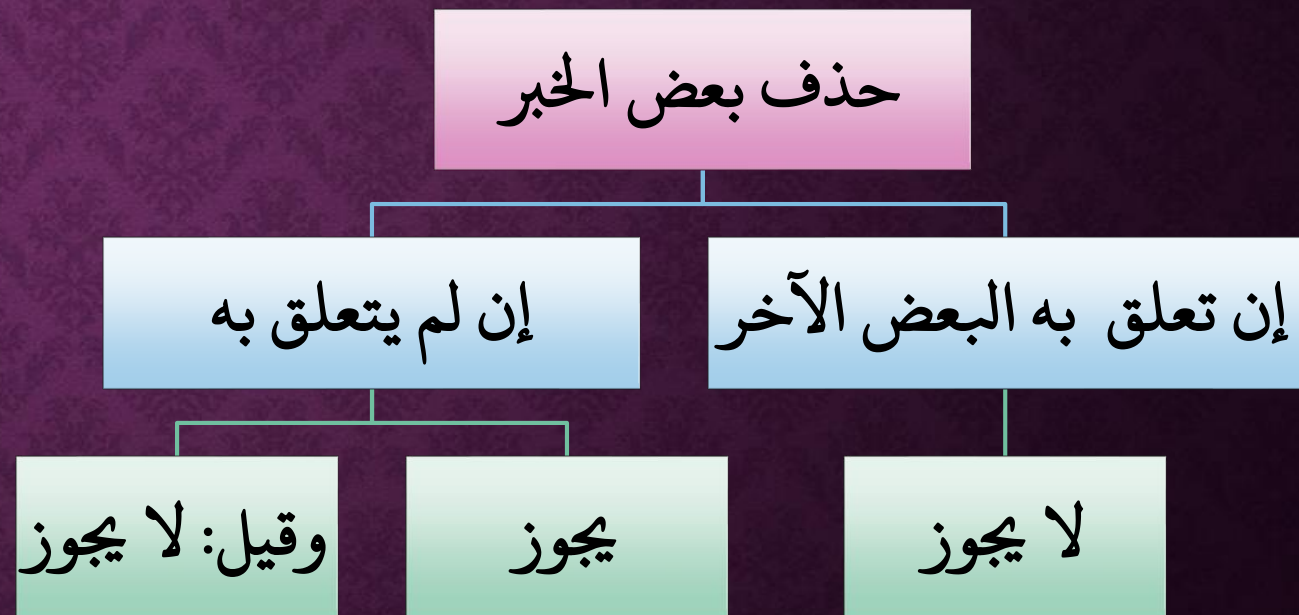 حذف بعض الخبر
إن تعلق به البعض الآخر
إن لم يتعلق به
لا يجوز
يجوز
وقيل: لا يجوز